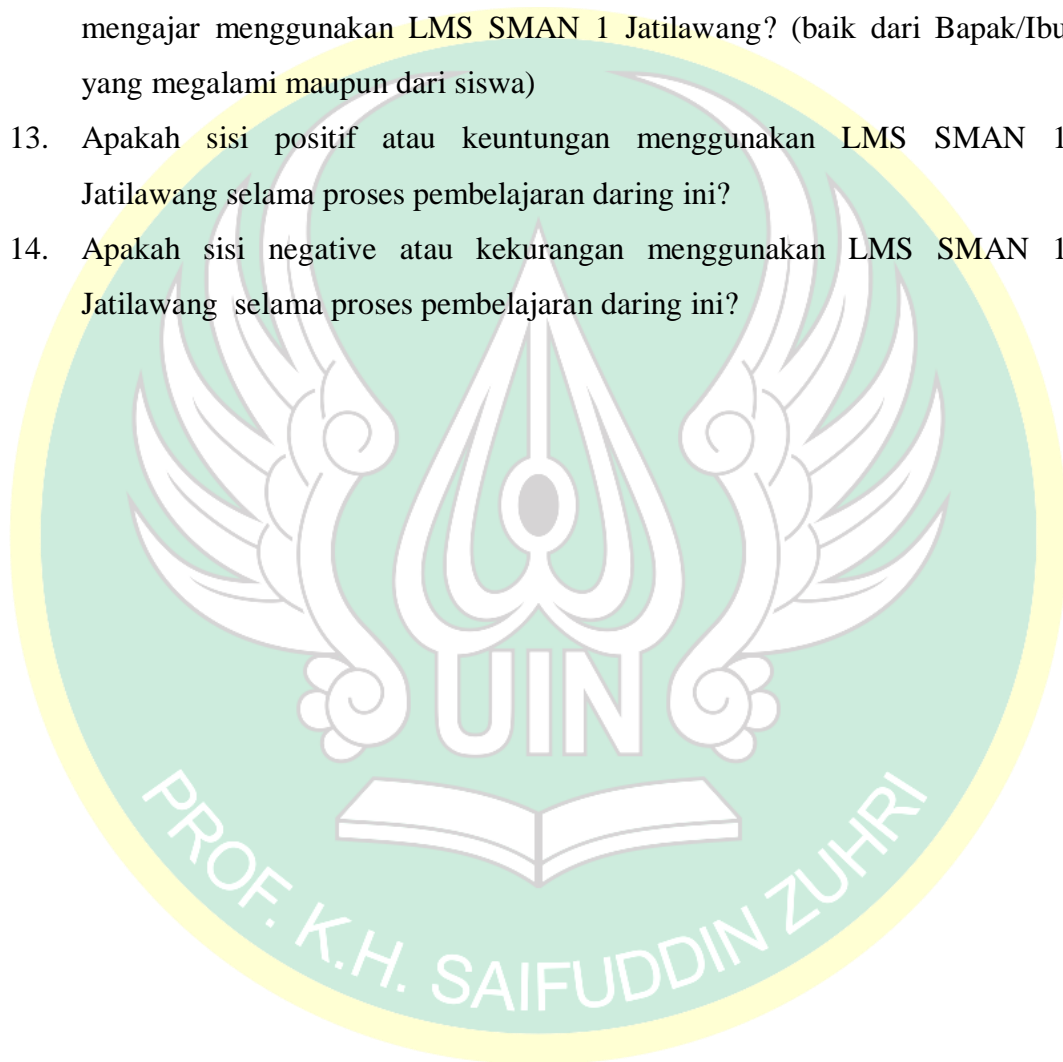 mengajar menggunakan LMS SMAN 1 Jatilawang? (baik dari Bapak/Ibu
yang megalami maupun dari siswa)
13. Apakah sisi positif atau keuntungan menggunakan LMS SMAN 1
Jatilawang selama proses pembelajaran daring ini?
14. Apakah sisi negative atau kekurangan menggunakan LMS SMAN 1
Jatilawang selama proses pembelajaran daring ini?
UIN
PROF. K.H. SAIFUDDIN ZUHRI